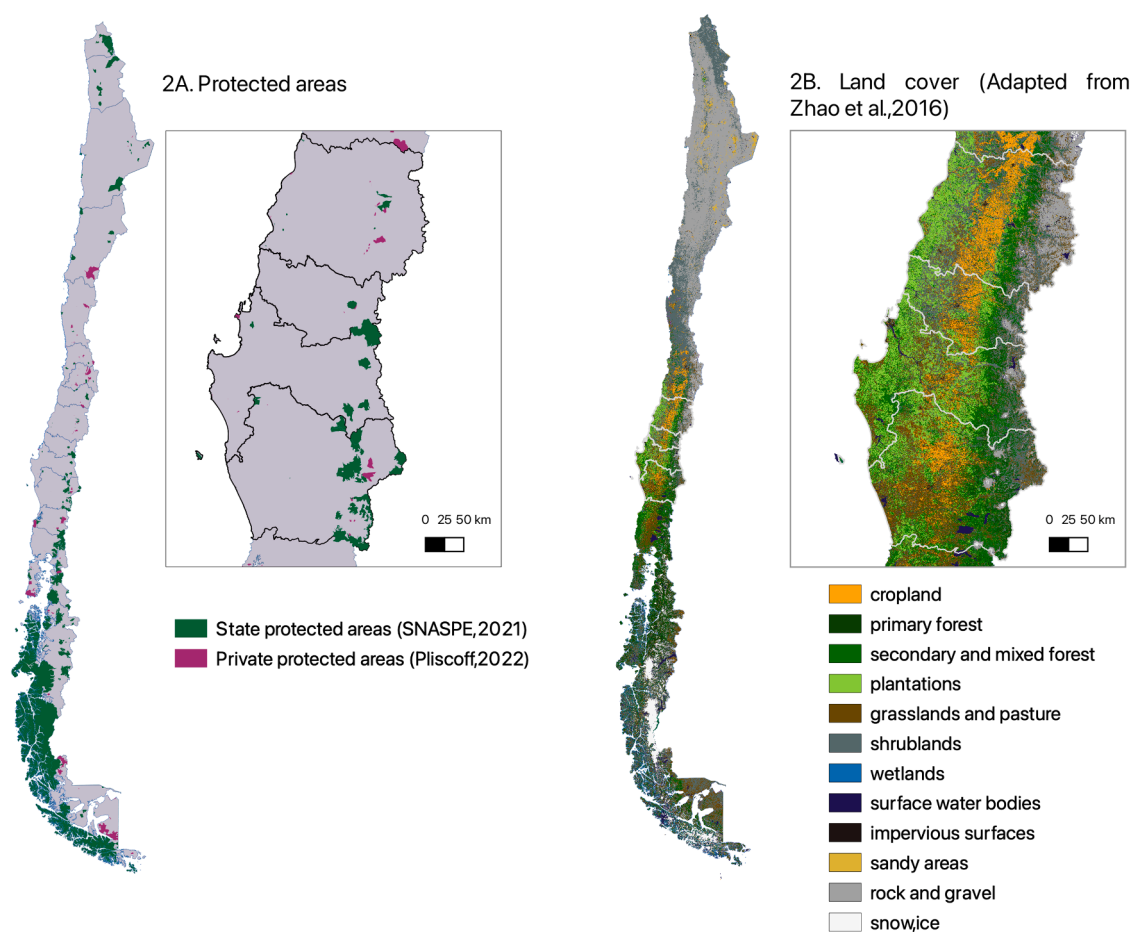 2A. Protected areas
0 25 50 km
State protected areas (SNASPE,2021)
Private protected areas (Pliscoff,2022)
2B. Land cover (Adapted from
Zhao et al.,2016)
0 25 50 km
cropland
primary forest
secondary and mixed forest
plantations
grasslands and pasture
shrublands
wetlands
surface water bodies
impervious surfaces
sandy areas
rock and gravel
snow,ice